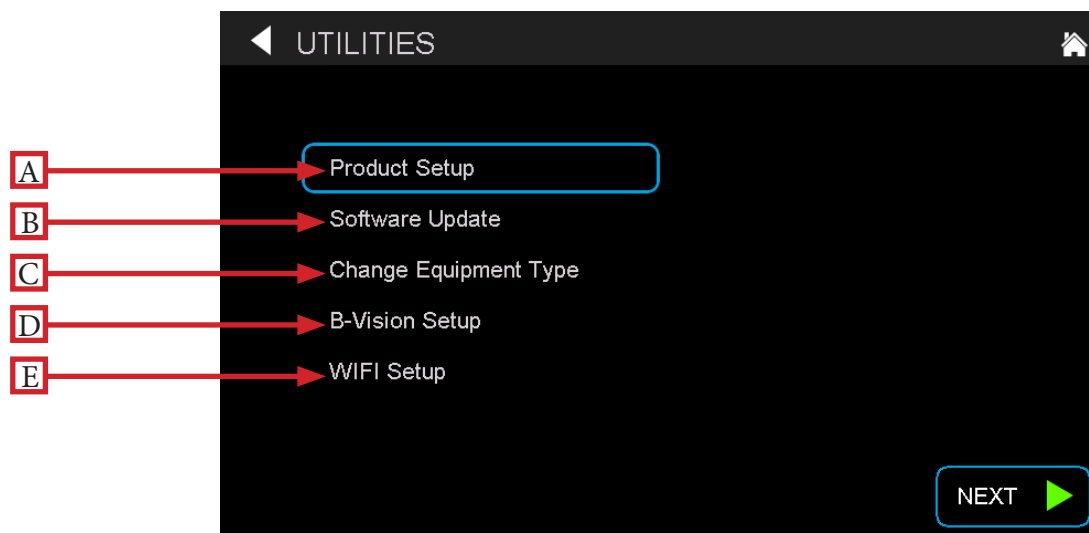 UTILITIES
A Product Setup
B Software Update
C Change Equipment Type
D B-Vision Setup
E WIFI Setup
NEXT